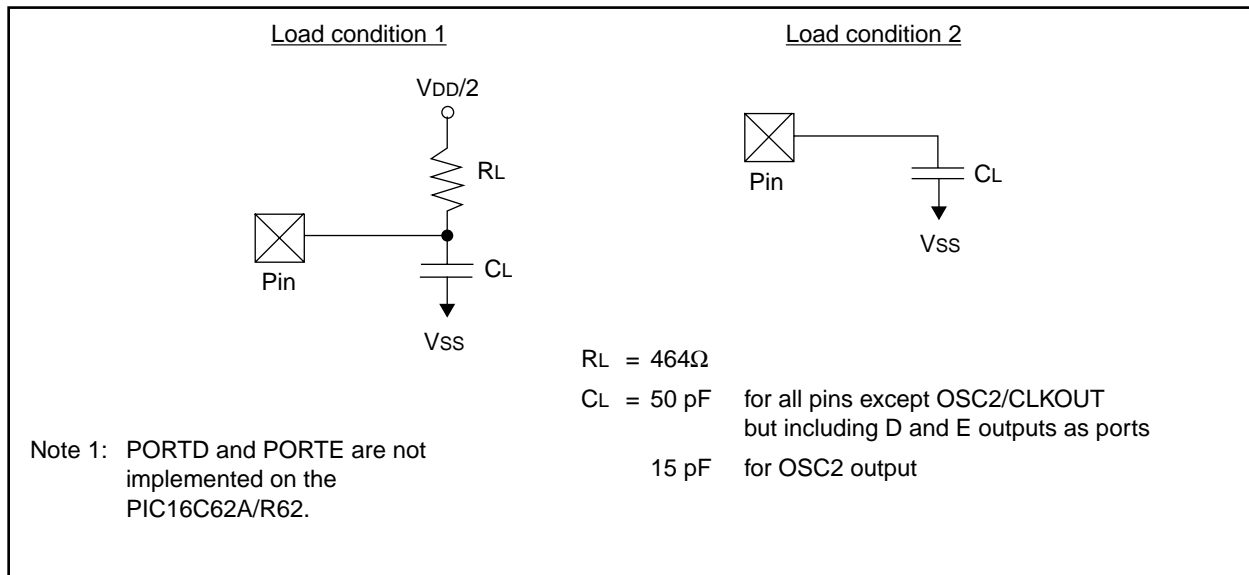 Load condition 1
VDD/2
RL
Pin
CL
VSS
Load condition 2
Pin
CL
VSS
RL = 464Ω
CL = 50 pF for all pins except OSC2/CLKOUT
but including D and E outputs as ports
15 pF for OSC2 output
Note 1: PORTD and PORTE are not
implemented on the
PIC16C62A/R62.